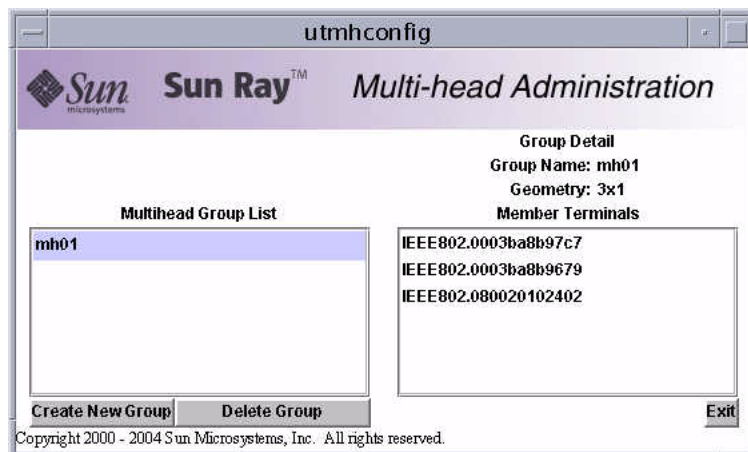 utmhconfig
Sun microsystems Sun Ray™ Multi-head Administration
Group Detail
Group Name: mh01
Geometry: 3x1
Multihead Group List
Member Terminals
mh01
IEEE802.0003ba8b97c7
IEEE802.0003ba8b9679
IEEE802.080020102402
Create New Group
Delete Group
Exit
Copyright 2000 - 2004 Sun Microsystems, Inc. All rights reserved.